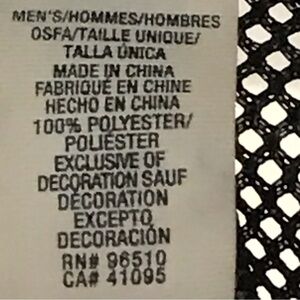 MEN'S/HOMMES/HOMBRES
OSFA/TAILLE UNIQUE/
TALLA ÚNICA
MADE IN CHINA
FABRIQUÉ EN CHINE
HECHO EN CHINA
100% POLYESTER/
POLIÉSTER
EXCLUSIVE OF
DECORATION SAUF
DÉCORATION
EXCEPTO
DECORACIÓN
RN# 96510
CA# 41095